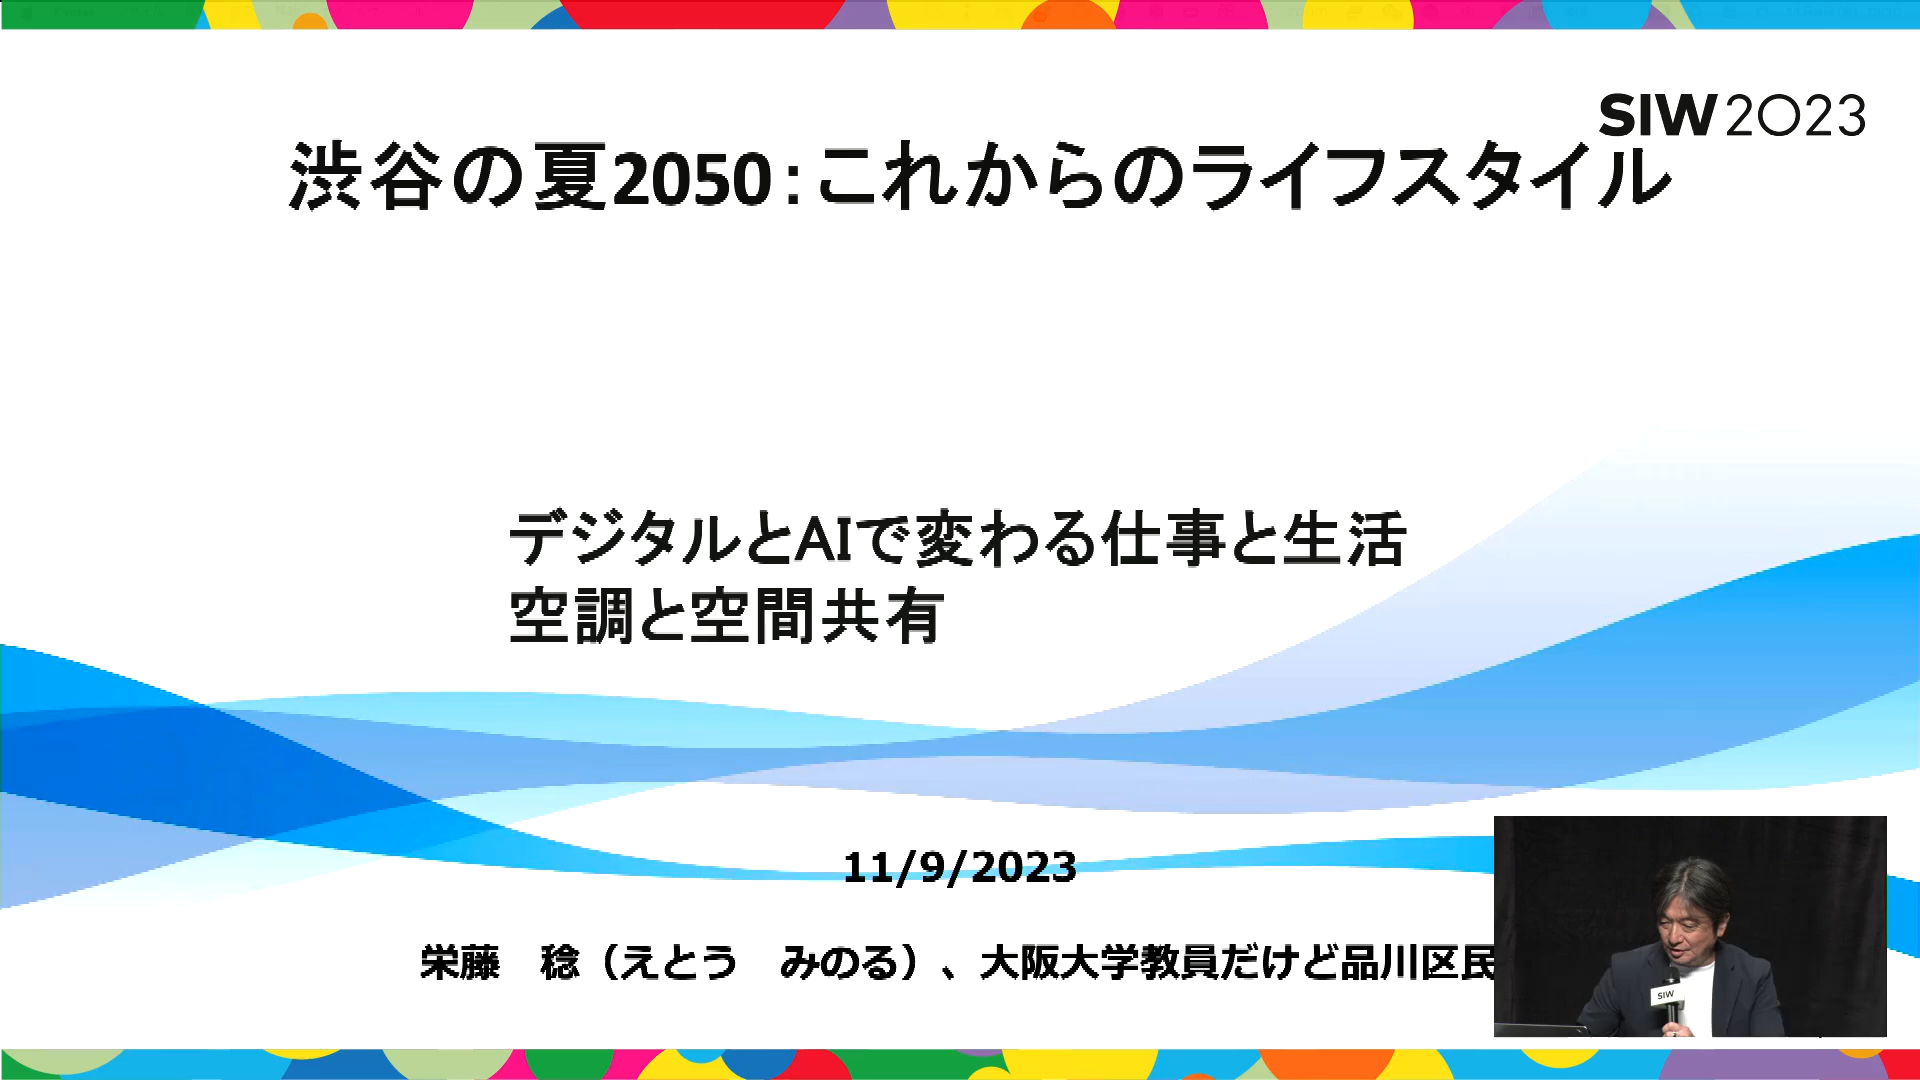 SIW2023
渋谷の夏2050：これからのライフスタイル
デジタルとAIで変わる仕事と生活
空調と空間共有
11/9/2023
栄藤　稔（えとう　みのる）、大阪大学教員だけど品川区民
SIW